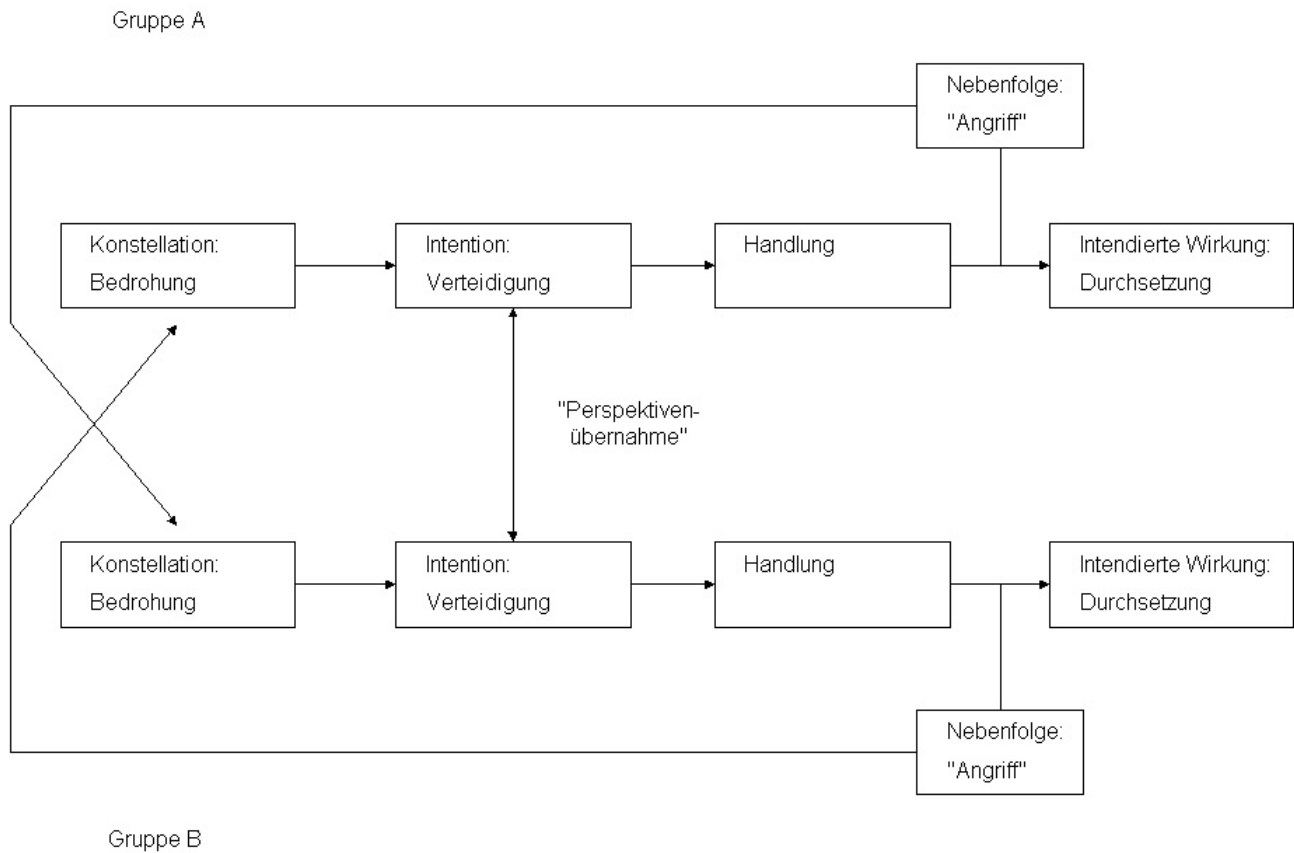 Gruppe A
Nebenfolge:
"Angriff"
Konstellation:
Bedrohung
Intention:
Verteidigung
Handlung
Intendierte Wirkung:
Durchsetzung
"Perspektiven-
übernahme"
Konstellation:
Bedrohung
Intention:
Verteidigung
Handlung
Intendierte Wirkung:
Durchsetzung
Nebenfolge:
"Angriff"
Gruppe B